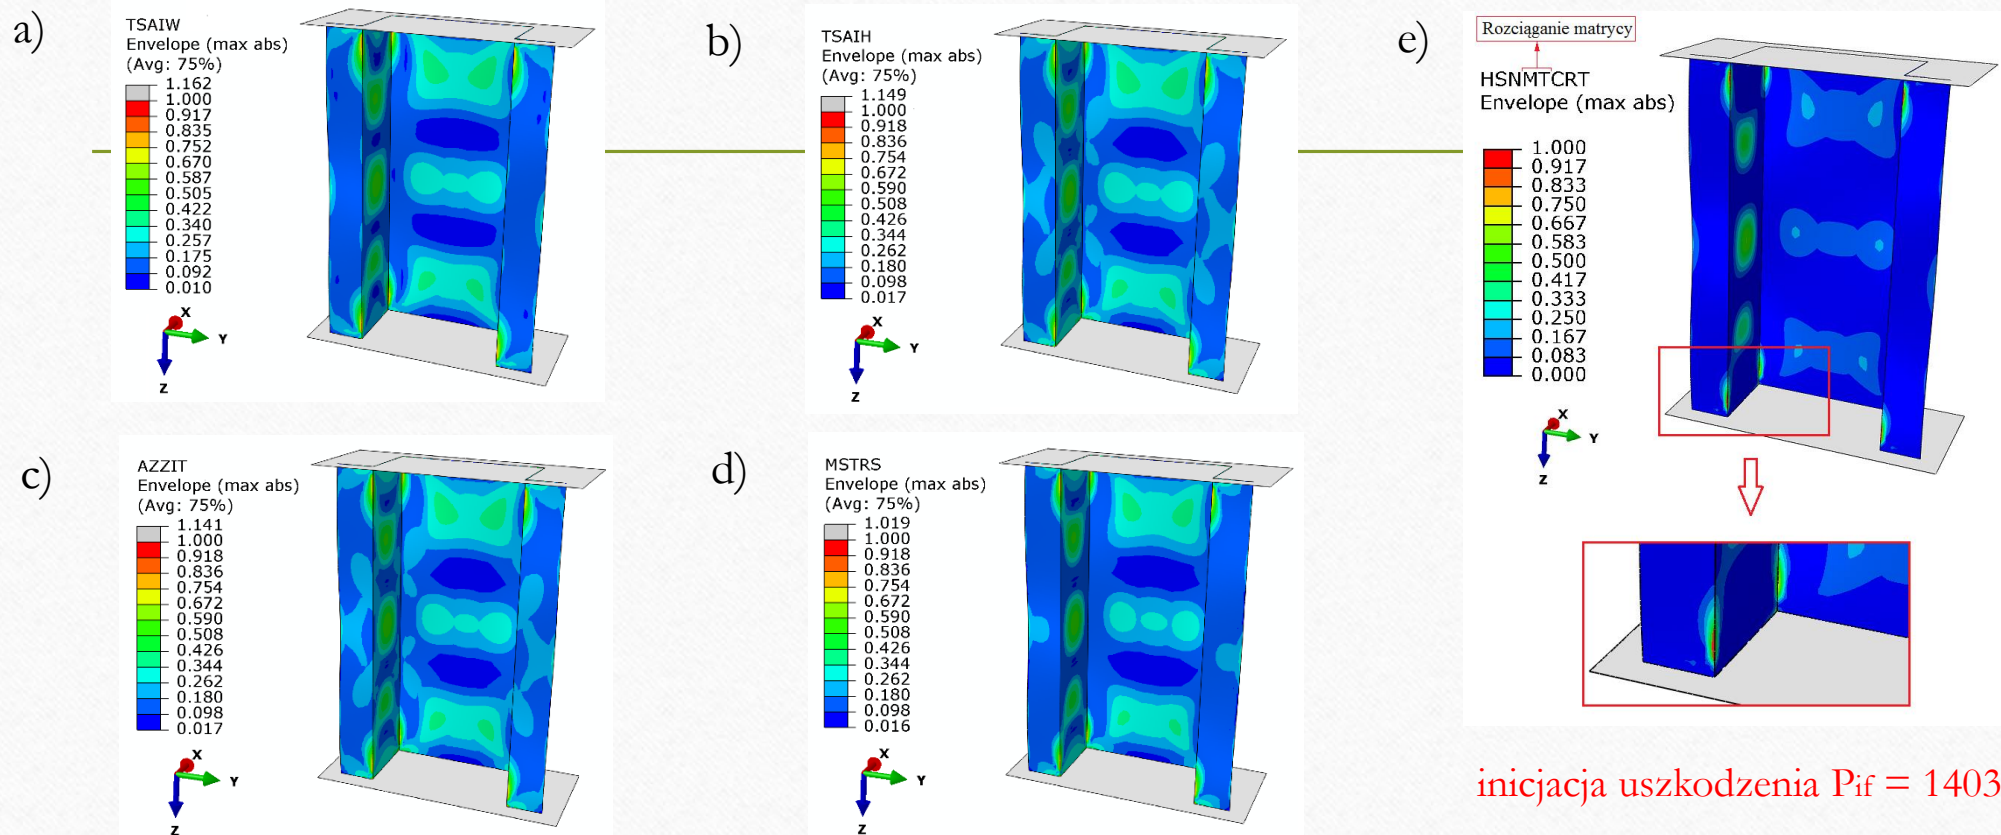 a)
TSAIW
Envelope (max abs)
(Avg: 75%)
1.162
1.000
0.917
0.835
0.752
0.670
0.587
0.505
0.422
0.340
0.257
0.175
0.092
0.010
X
Y
Z
b)
TSAIH
Envelope (max abs)
(Avg: 75%)
1.149
1.000
0.918
0.836
0.754
0.672
0.590
0.508
0.426
0.344
0.262
0.180
0.098
0.017
X
Y
Z
c)
AZZIT
Envelope (max abs)
(Avg: 75%)
1.141
1.000
0.918
0.836
0.754
0.672
0.590
0.508
0.426
0.344
0.262
0.180
0.098
0.017
X
Y
Z
d)
MSTRS
Envelope (max abs)
(Avg: 75%)
1.019
1.000
0.918
0.836
0.754
0.672
0.590
0.508
0.426
0.344
0.262
0.180
0.098
0.016
X
Y
Z
e)
Rozciąganie matrycy
HSNMTCRT
Envelope (max abs)
1.000
0.917
0.833
0.750
0.667
0.583
0.500
0.417
0.333
0.250
0.167
0.083
0.000
X
Y
Z
inicjacja uszkodzenia Pif = 1403